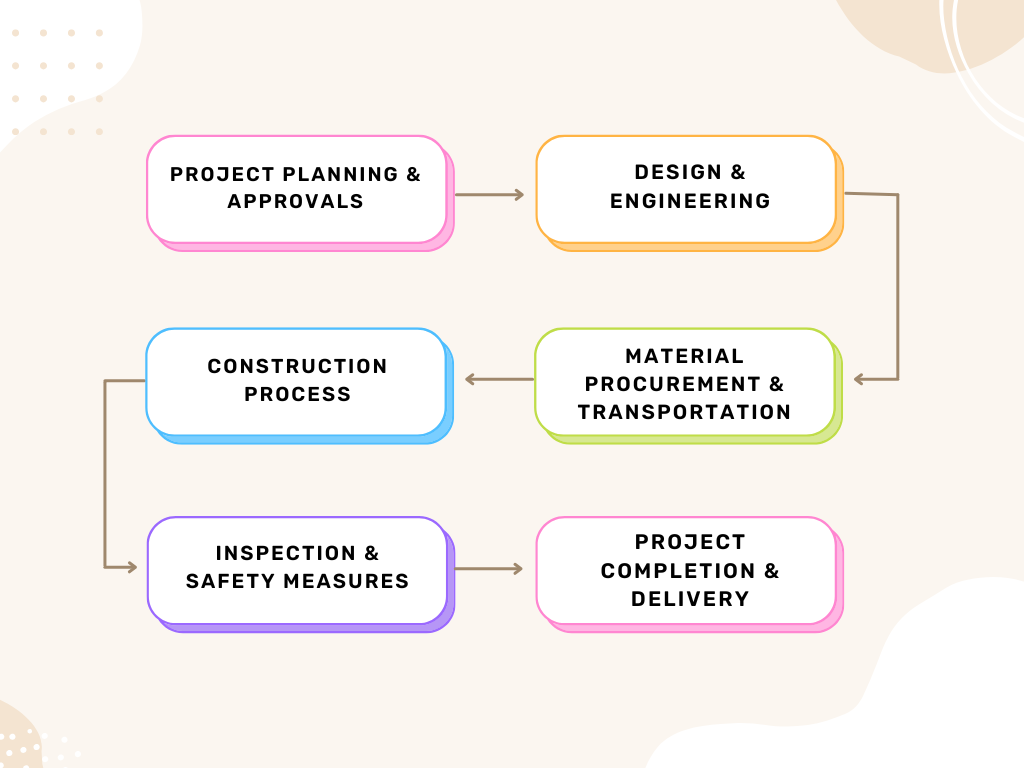 PROJECT PLANNING &
APPROVALS
DESIGN &
ENGINEERING
MATERIAL
PROCUREMENT &
TRANSPORTATION
CONSTRUCTION
PROCESS
INSPECTION &
SAFETY MEASURES
PROJECT
COMPLETION &
DELIVERY